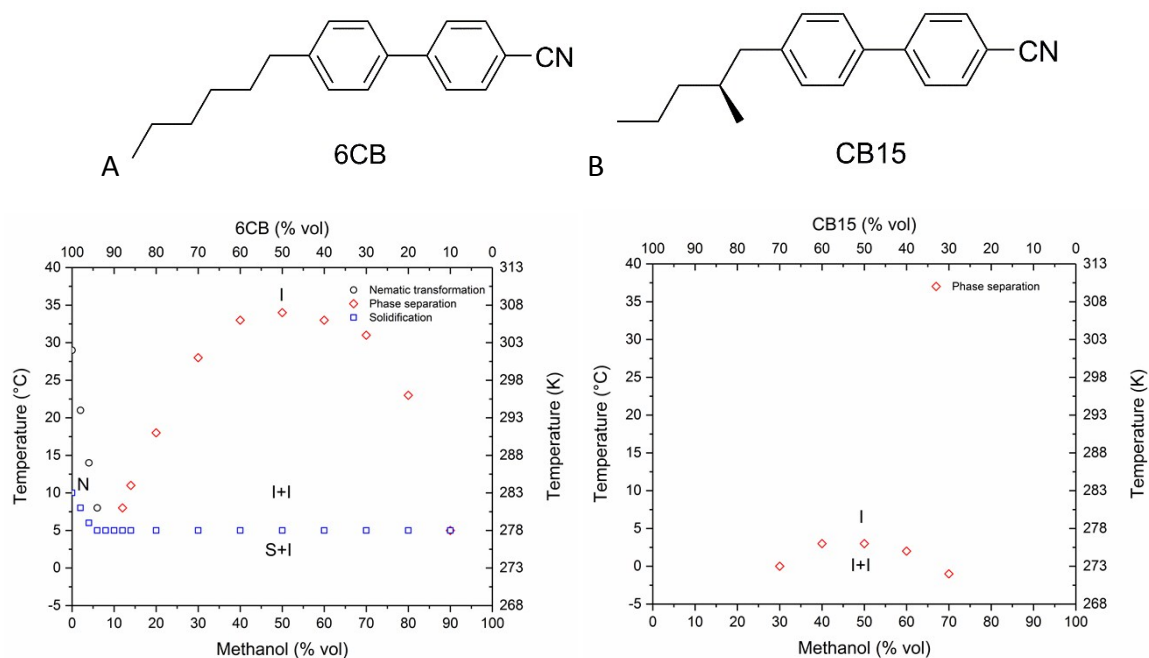 CN
A
6CB
CN
B
CB15
6CB (% vol)
100 90 80 70 60 50 40 30 20 10 0
40
35
30
25
20
15
10
5
0
-5
313
308
303
298
293
288
283
278
273
268
Temperature (°C)
Temperature (K)
Nematic transformation
Phase separation
Solidification
I
N
I+I
S+I
0 10 20 30 40 50 60 70 80 90 100
Methanol (% vol)
CB15 (% vol)
100 90 80 70 60 50 40 30 20 10 0
40
35
30
25
20
15
10
5
0
-5
313
308
303
298
293
288
283
278
273
268
Temperature (°C)
Temperature (K)
Phase separation
I
I+I
0 10 20 30 40 50 60 70 80 90 100
Methanol (% vol)